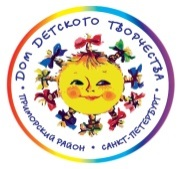 Дом Детского Творчества
• Приморский район • Санкт-Петербург •